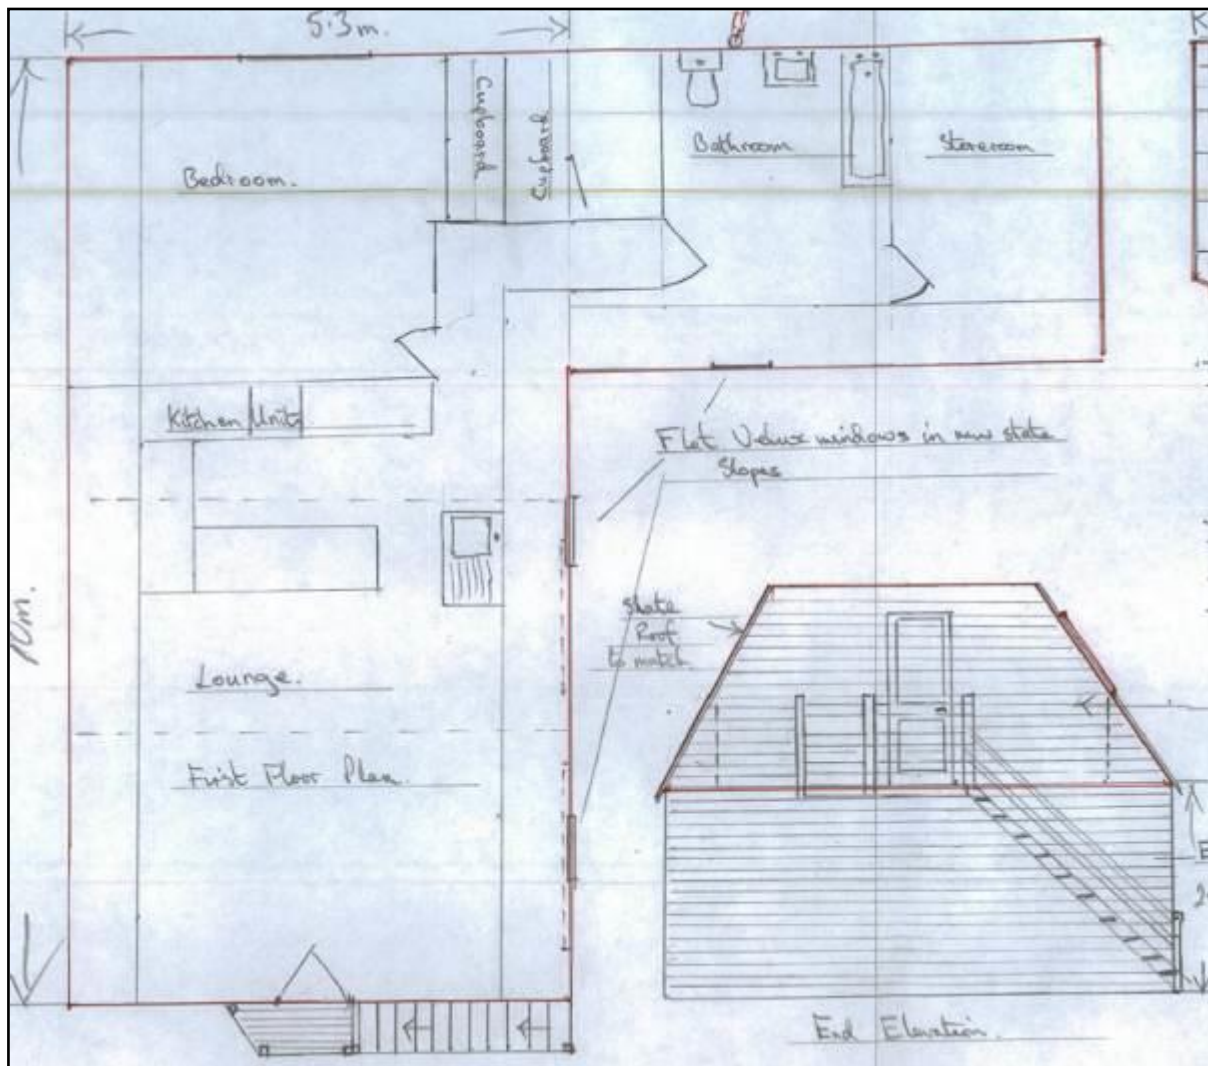 5.3m.
Cupboard
Cupboard
Bathroom
Storeroom
Bedroom.
Kitchen Units
Flat Velux windows in new slate
Slopes
10m.
Slate
Roof
to match
Lounge.
First Floor Plan.
End Elevation.